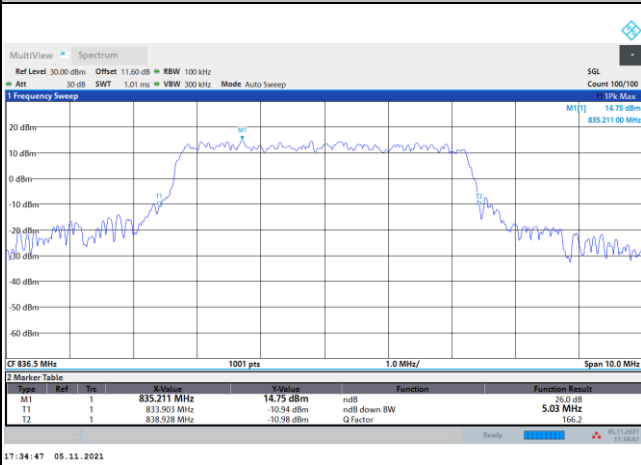 MultiView Spectrum
Ref Level 30.00 dBm Offset 11.60 dB RBW 100 kHz SGL
Att 30 dB SWT 1.01 ms VBW 300 kHz Mode Auto Sweep Count 100/100
1 Frequency Sweep 1Pk Max
M1[1] 14.75 dBm
835.211 00 MHz
20 dBm
M1
10 dBm
0 dBm
T1
T2
-10 dBm
-20 dBm
-30 dBm
-40 dBm
-50 dBm
-60 dBm
CF 836.5 MHz 1001 pts 1.0 MHz/ Span 10.0 MHz
2 Marker Table
Type Ref Trc X-Value Y-Value Function Function Result
M1 1 835.211 MHz 14.75 dBm ndB 26.0 dB
T1 1 833.903 MHz -10.94 dBm ndB down BW 5.03 MHz
T2 1 838.928 MHz -10.98 dBm Q Factor 166.2
Ready 05.11.2021
17:34:47
17:34:47 05.11.2021